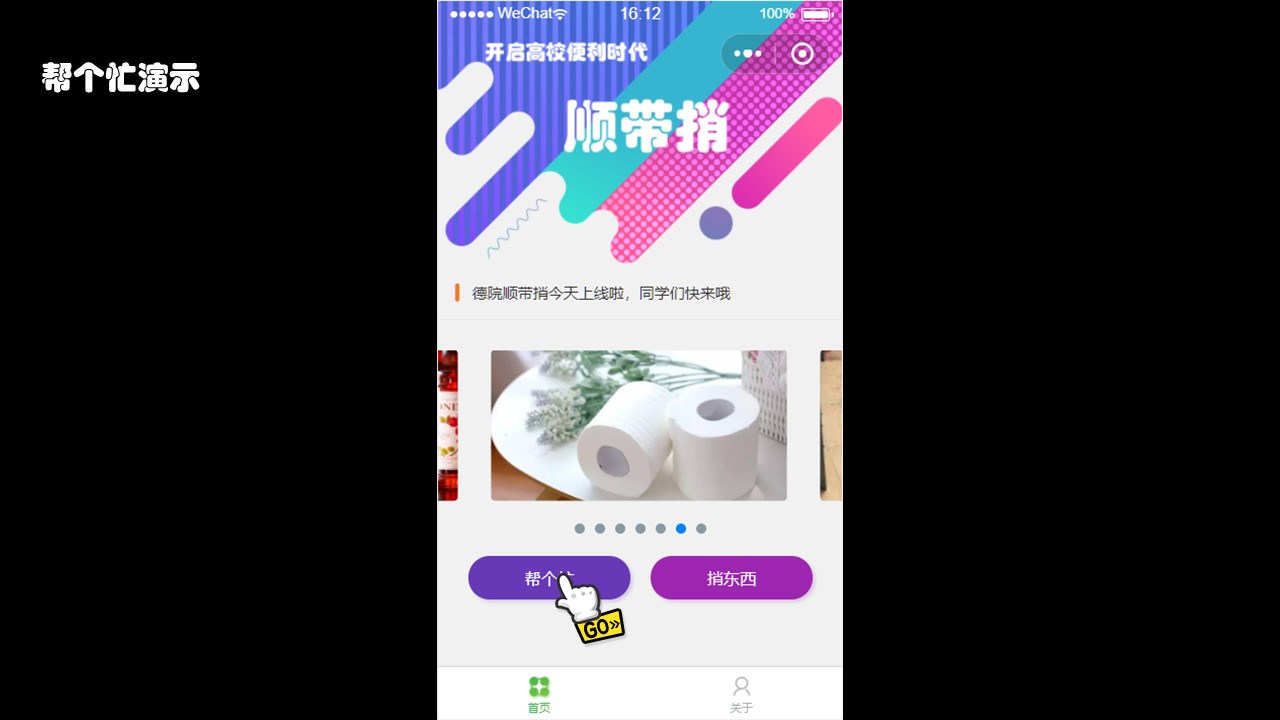 WeChat
16:12
100%
帮个忙演示
开启高校便利时代
顺带捎
德院顺带捎今天上线啦，同学们快来哦
帮个忙
捎东西
GO»
首页
关于